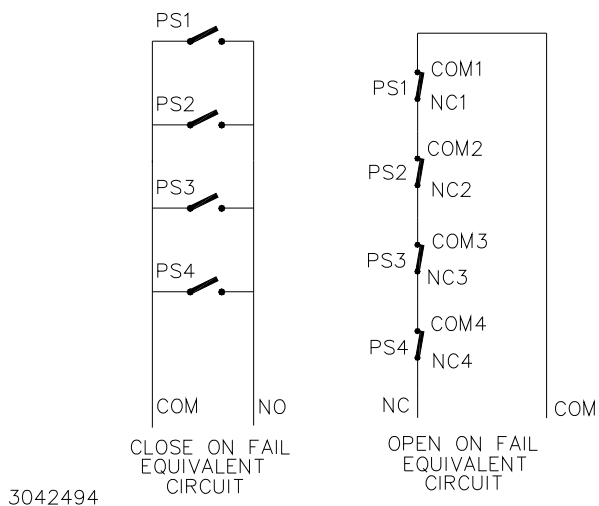 PS1
PS2
PS3
PS4
COM
NO
CLOSE ON FAIL
EQUIVALENT
CIRCUIT
COM1
PS1
NC1
COM2
PS2
NC2
COM3
PS3
NC3
COM4
PS4
NC4
NC
COM
OPEN ON FAIL
EQUIVALENT
CIRCUIT
3042494